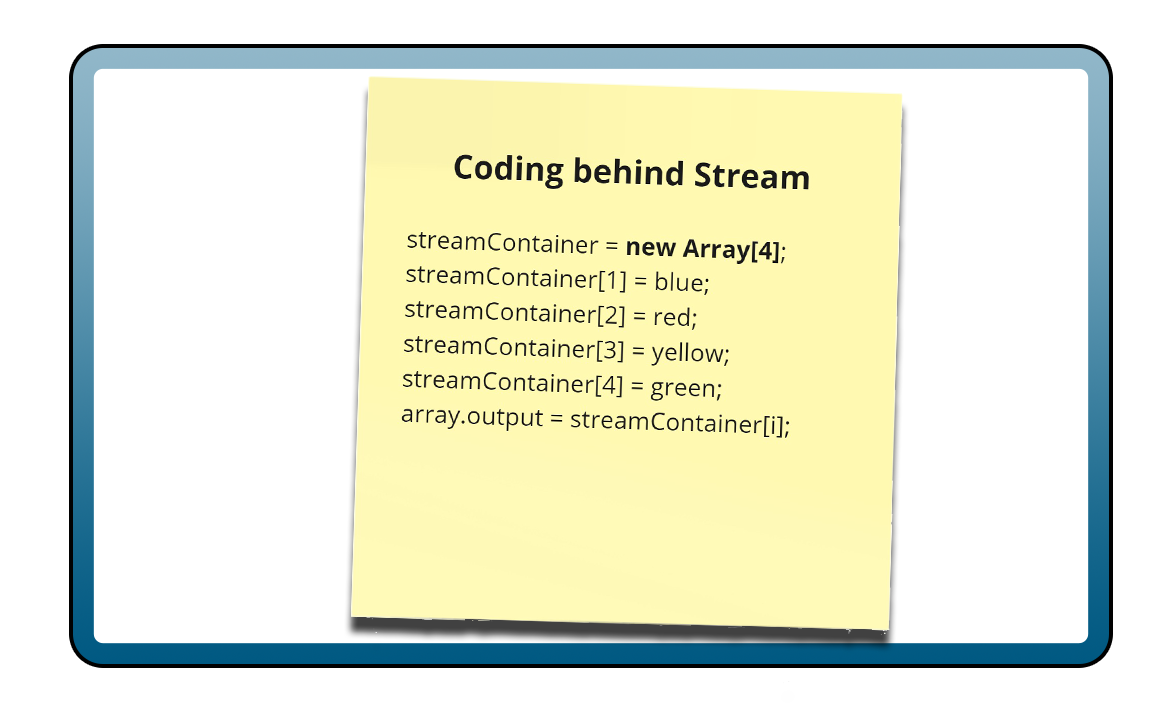 Coding behind Stream
streamContainer = new Array[4];
streamContainer[1] = blue;
streamContainer[2] = red;
streamContainer[3] = yellow;
streamContainer[4] = green;
array.output = streamContainer[i];